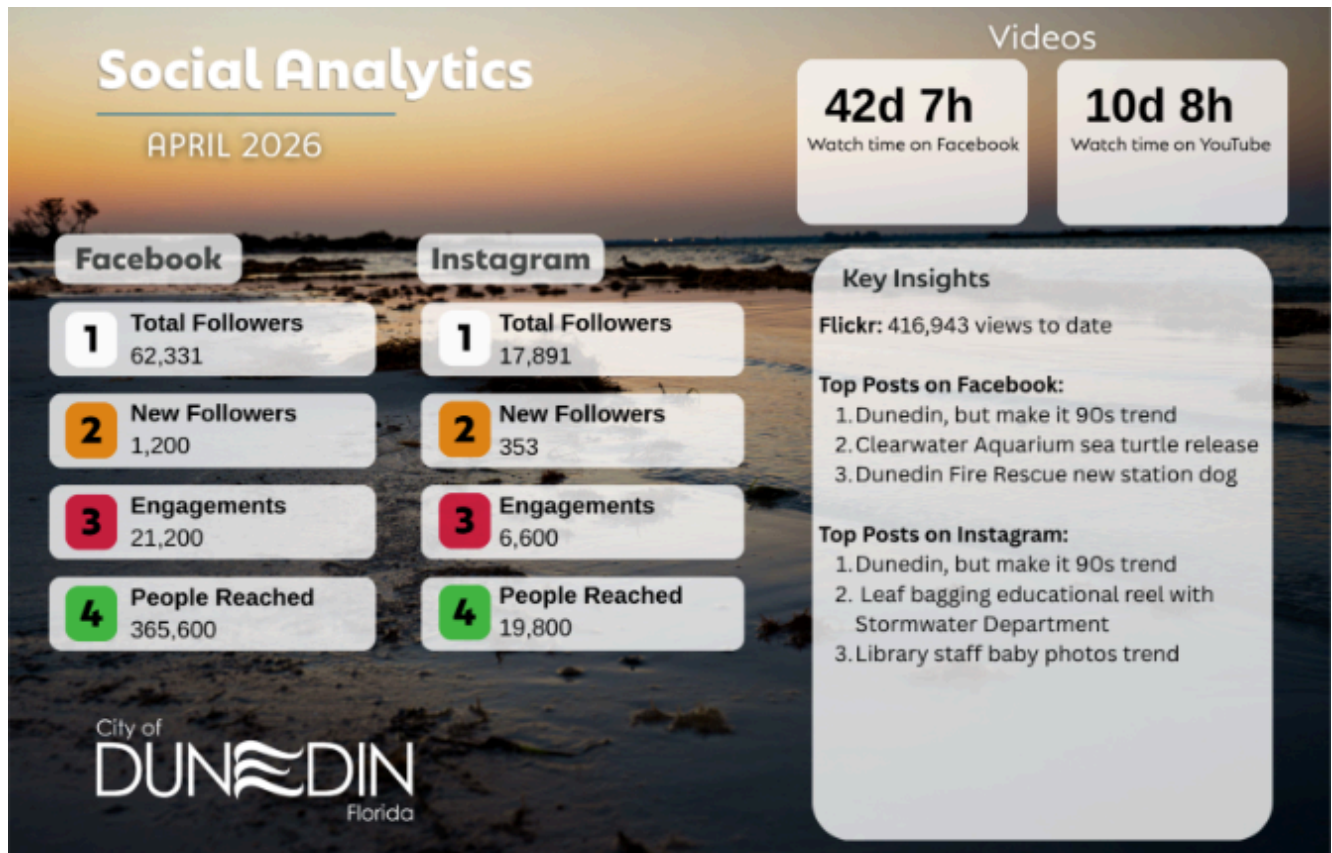 Social Analytics
APRIL 2026
Videos
42d 7h
Watch time on Facebook
10d 8h
Watch time on YouTube
Facebook
1
Total Followers
62,331
2
New Followers
1,200
3
Engagements
21,200
4
People Reached
365,600
Instagram
1
Total Followers
17,891
2
New Followers
353
3
Engagements
6,600
4
People Reached
19,800
Key Insights
Flickr: 416,943 views to date
Top Posts on Facebook:
1. Dunedin, but make it 90s trend
2. Clearwater Aquarium sea turtle release
3. Dunedin Fire Rescue new station dog
Top Posts on Instagram:
1. Dunedin, but make it 90s trend
2. Leaf bagging educational reel with
Stormwater Department
3. Library staff baby photos trend
City of
DUNEDIN
Florida